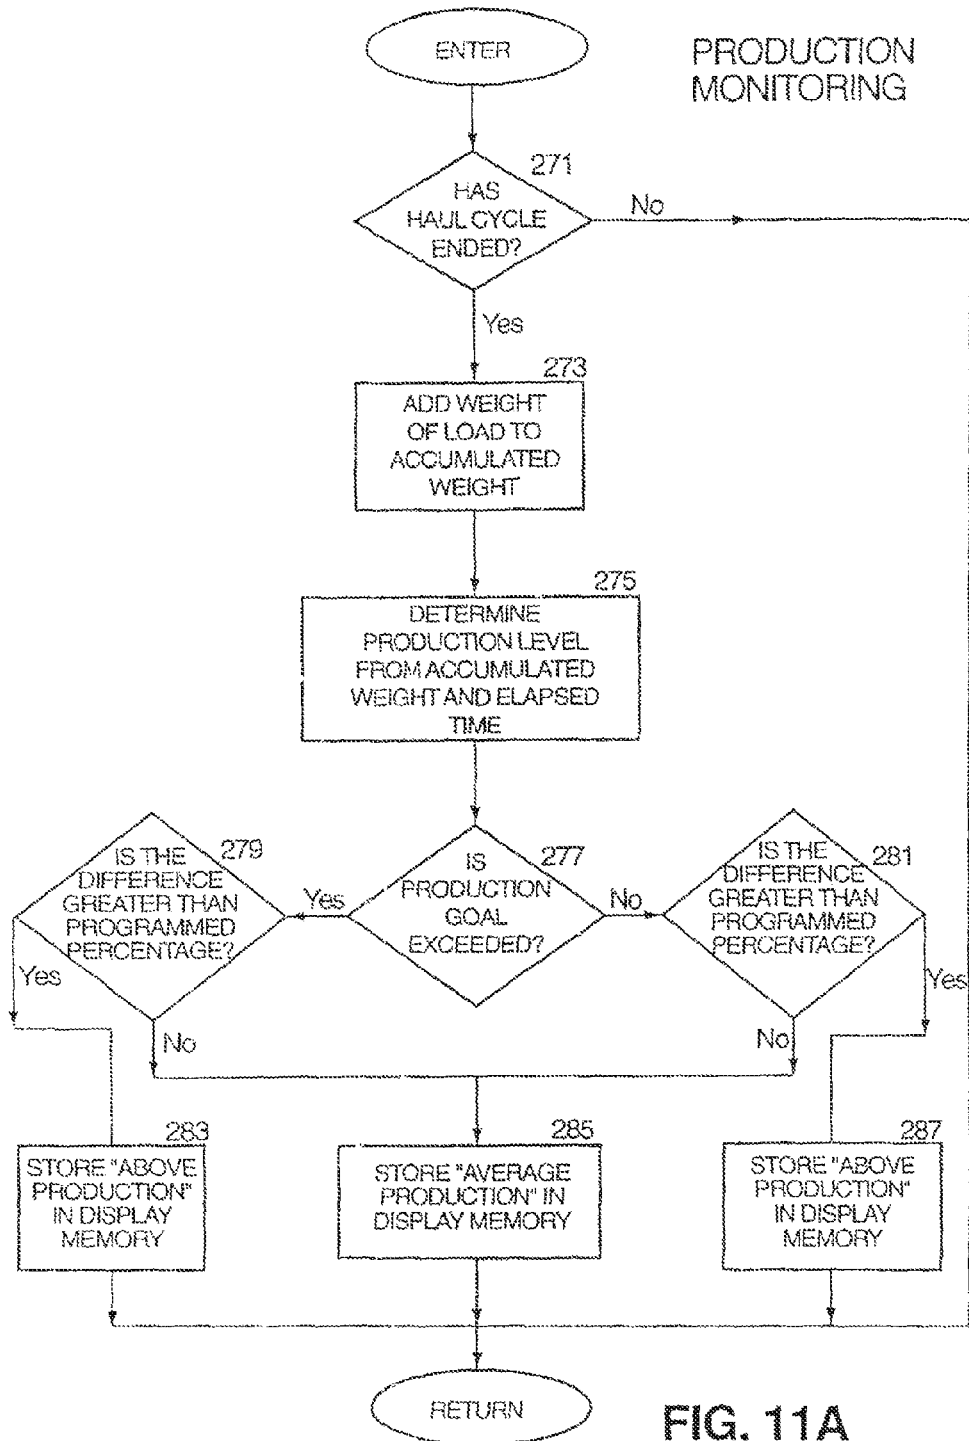 ENTER
PRODUCTION
MONITORING
271
HAS
HAUL CYCLE
ENDED?
No
Yes
273
ADD WEIGHT
OF LOAD TO
ACCUMULATED
WEIGHT
275
DETERMINE
PRODUCTION LEVEL
FROM ACCUMULATED
WEIGHT AND ELAPSED
TIME
279
IS THE
DIFFERENCE
GREATER THAN
PROGRAMMED
PERCENTAGE?
Yes
277
IS
PRODUCTION
GOAL
EXCEEDED?
No
281
IS THE
DIFFERENCE
GREATER THAN
PROGRAMMED
PERCENTAGE?
Yes
No
No
Yes
283
STORE "ABOVE
PRODUCTION"
IN DISPLAY
MEMORY
285
STORE "AVERAGE
PRODUCTION" IN
DISPLAY MEMORY
287
STORE "ABOVE
PRODUCTION"
IN DISPLAY
MEMORY
RETURN
FIG. 11A